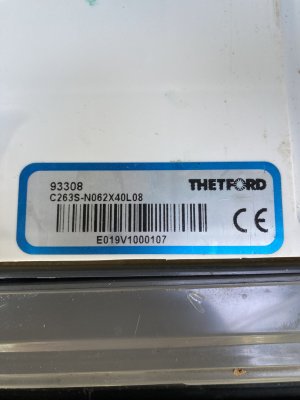 93308
THETFORD
C263S-N062X40L08
CE
E019V1000107